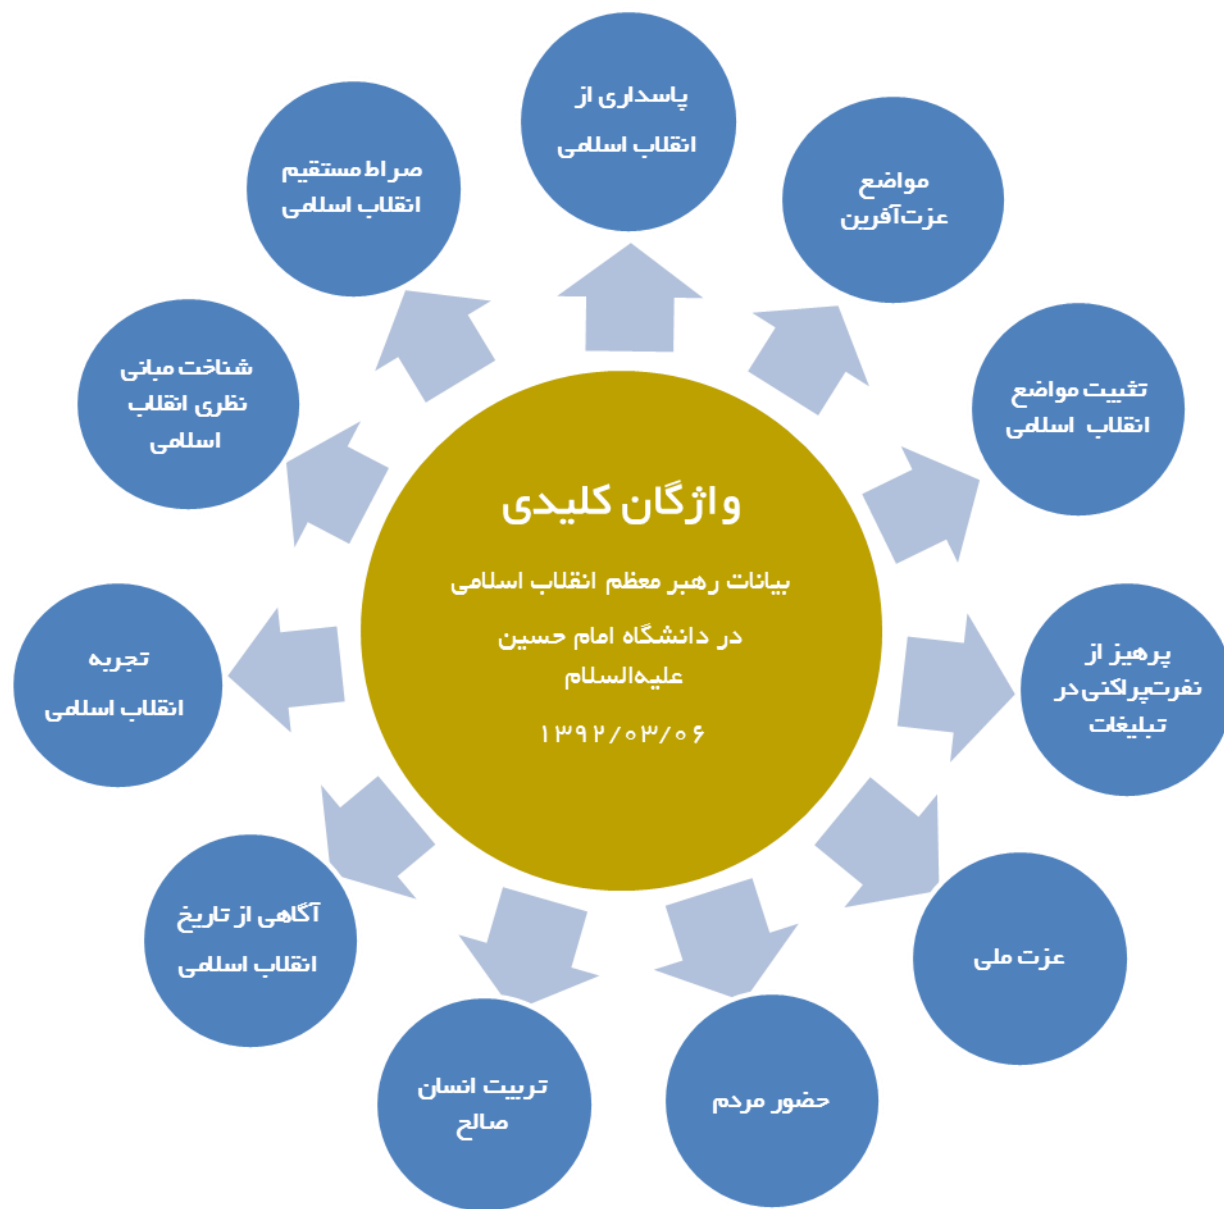 واژگان کلیدی
بیانات رهبر معظم انقلاب اسلامی
در دانشگاه امام حسین
علیه‌السلام
۱۳۹۲/۰۳/۰۶
پاسداری از
انقلاب اسلامی
مواضع
عزت‌آفرین
تثبیت مواضع
انقلاب اسلامی
پرهیز از
نفرت‌پراکنی در
تبلیغات
عزت ملی
حضور مردم
تربیت انسان
صالح
آگاهی از تاریخ
انقلاب اسلامی
تجربه
انقلاب اسلامی
شناخت مبانی
نظری انقلاب
اسلامی
صراط مستقیم
انقلاب اسلامی